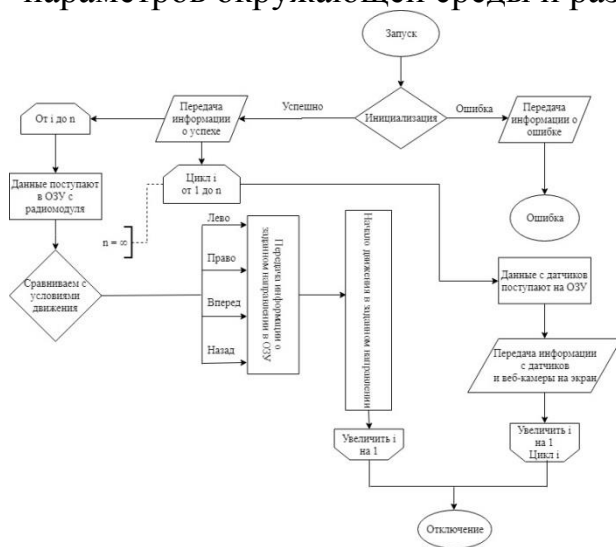 параметров окружающей среды и раз
Запуск
Инициализация
Успешно
Ошибка
Передача
информации
о успехе
Передача
информации о
ошибке
Ошибка
От i до n
Цикл i
от 1 до n
n = ∞
Данные поступают
в ОЗУ с
радиомодуля
Сравниваем с
условиями
движения
Лево
Право
Вперед
Назад
Передача информации о
заданном направлении в ОЗУ
Начало движения в заданном направлении
Увеличить i
на 1
Данные с датчиков
поступают на ОЗУ
Передача информации
с датчиков
и веб-камеры на экран
Увеличить i
на 1
Цикл i
Отключение